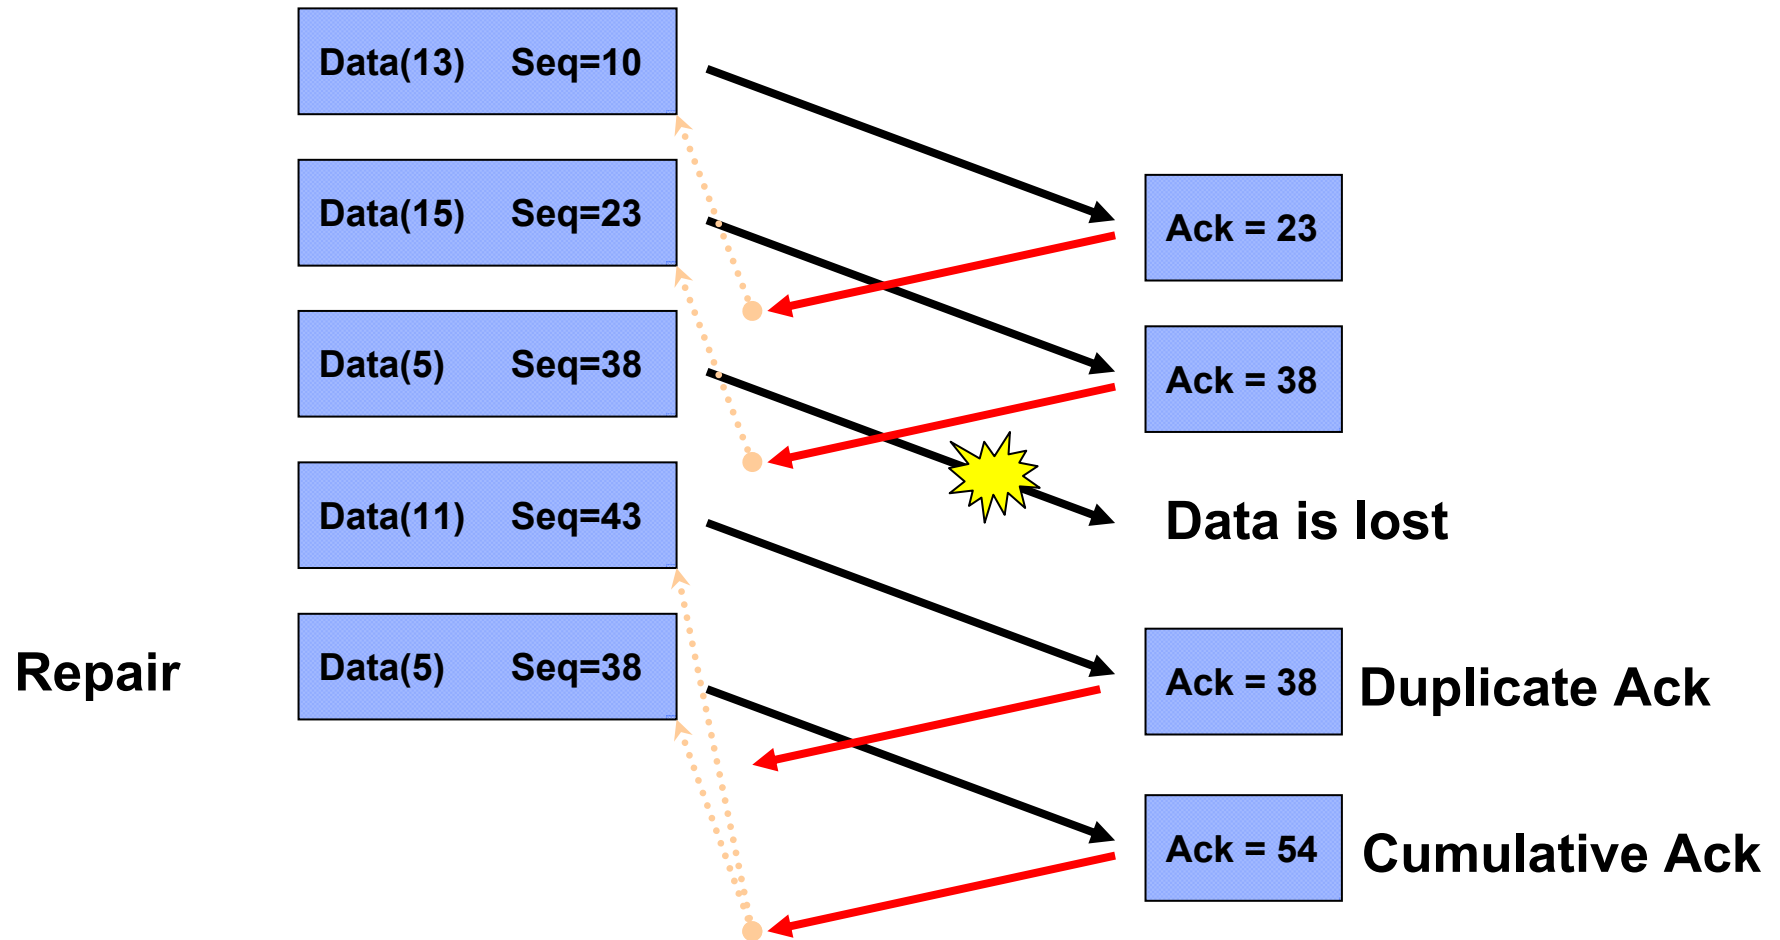 Data(13) Seq=10
Data(15) Seq=23
Ack = 23
Data(5) Seq=38
Ack = 38
Data(11) Seq=43
Data is lost
Repair
Data(5) Seq=38
Ack = 38 Duplicate Ack
Ack = 54 Cumulative Ack